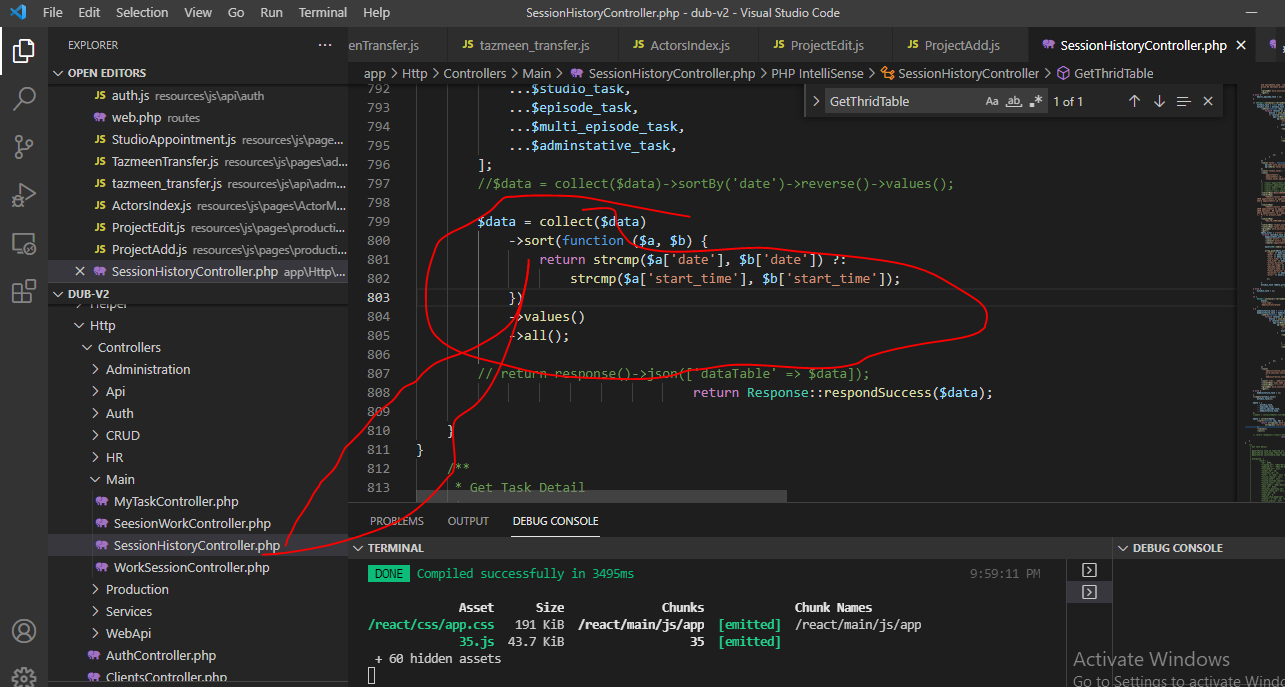 File Edit Selection View Go Run Terminal Help SessionHistoryController.php - dub-v2 - Visual Studio Code
EXPLORER ···
enTransfer.js JS tazmeen_transfer.js JS ActorsIndex.js JS ProjectEdit.js JS ProjectAdd.js SessionHistoryController.php
app > Http > Controllers > Main > SessionHistoryController.php > PHP IntelliSense > SessionHistoryController > GetThridTable
GetThridTable Aa ab .* 1 of 1
OPEN EDITORS
JS auth.js resources\js\api\auth
web.php routes
JS StudioAppointment.js resources\js\page...
JS TazmeenTransfer.js resources\js\pages\ad...
JS tazmeen_transfer.js resources\js\api\adm...
JS ActorsIndex.js resources\js\pages\ActorM...
JS ProjectEdit.js resources\js\pages\producti...
JS ProjectAdd.js resources\js\pages\producti...
SessionHistoryController.php app\Http\...
DUB-V2
Helper
Http
Controllers
Administration
Api
Auth
CRUD
HR
Main
MyTaskController.php
SeesionWorkController.php
SessionHistoryController.php
WorkSessionController.php
Production
Services
WebApi
AuthController.php
ClientsController.php
792 ...$studio_task,
793 ...$episode_task,
794 ...$multi_episode_task,
795 ...$adminstative_task,
796 ];
797 //$data = collect($data)->sortBy('date')->reverse()->values();
798
799 $data = collect($data)
800 ->sort(function ($a, $b) {
801 return strcmp($a['date'], $b['date']) ?:
802 strcmp($a['start_time'], $b['start_time']);
803 })
804 ->values()
805 ->all();
806
807 // return response()->json(['dataTable' => $data]);
808 return Response::respondSuccess($data);
809
810 }
811 }
812 /**
813 * Get Task Detail
PROBLEMS OUTPUT DEBUG CONSOLE
TERMINAL
DONE Compiled successfully in 3495ms 9:59:11 PM
Asset Size Chunks Chunk Names
/react/css/app.css 191 KiB /react/main/js/app [emitted] /react/main/js/app
35.js 43.7 KiB 35 [emitted]
+ 60 hidden assets
DEBUG CONSOLE
Activate Windows
Go to Settings to activate Windo